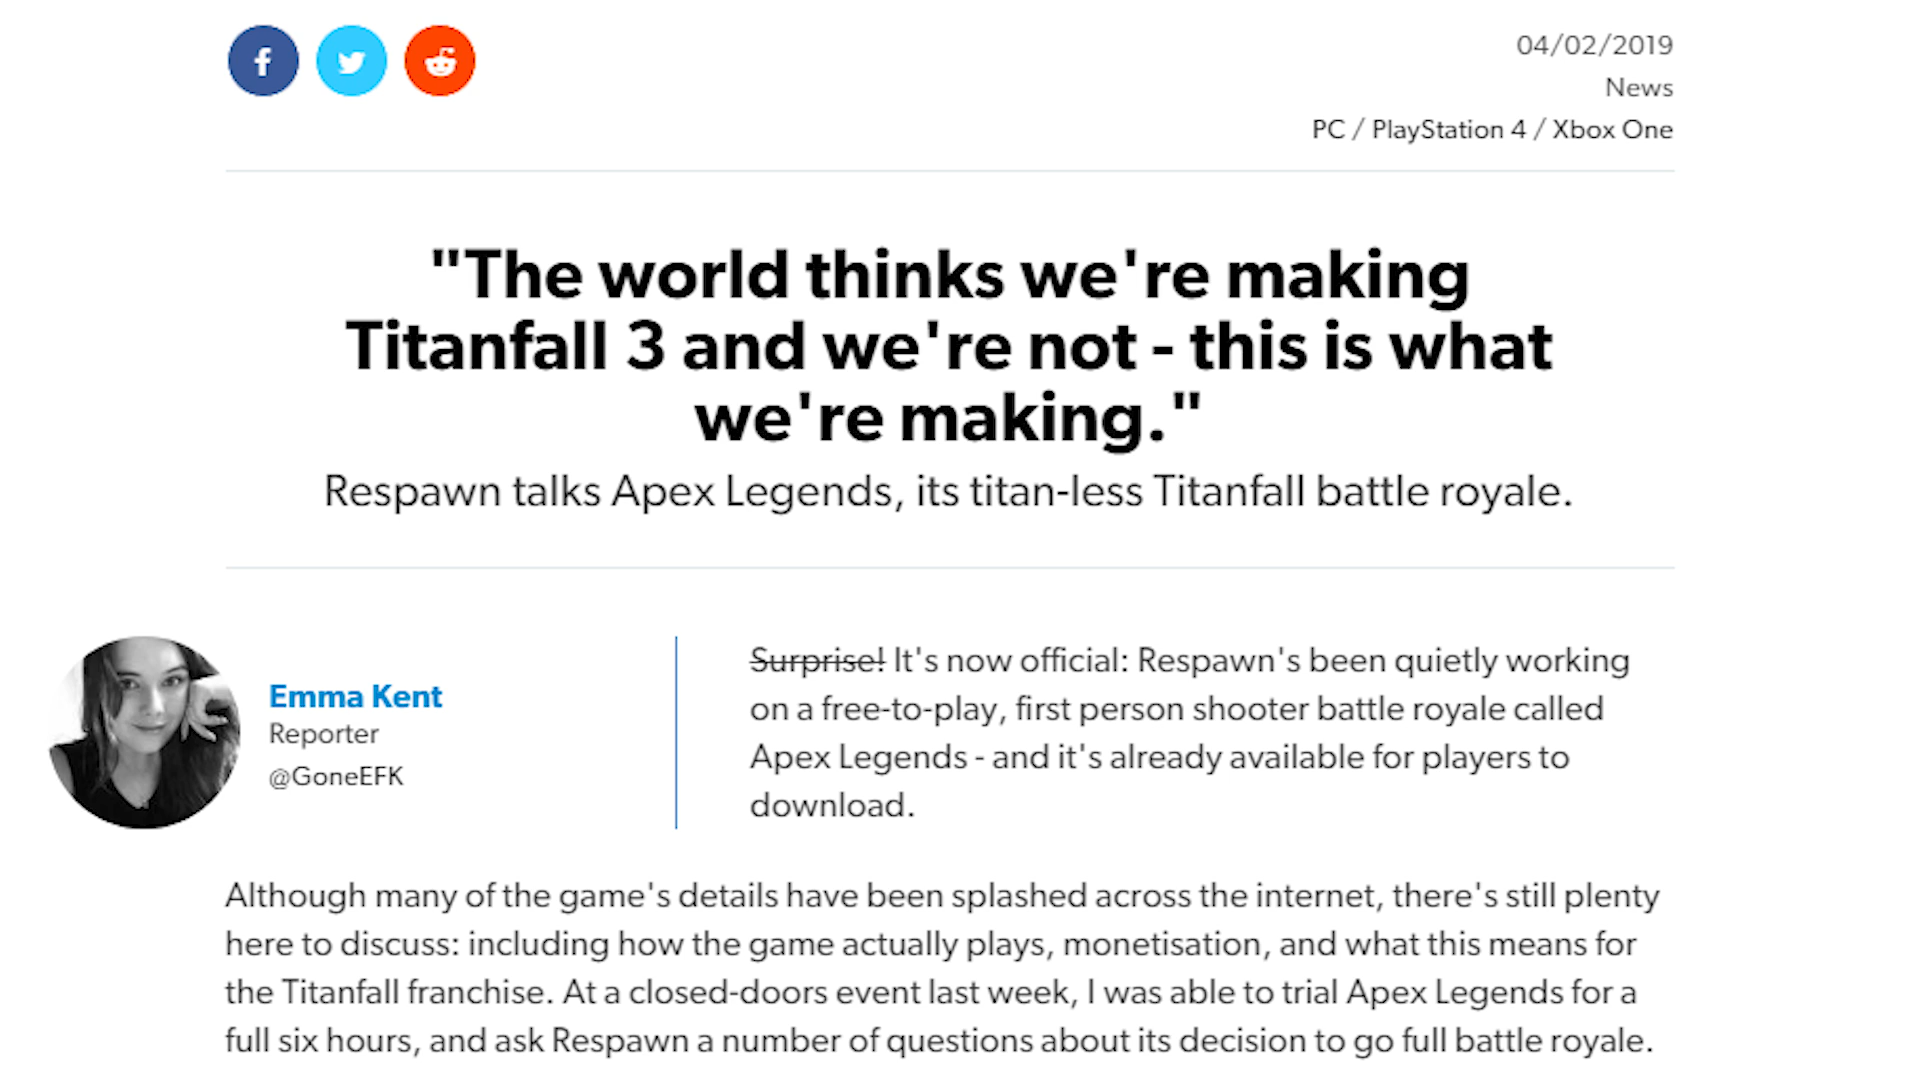 04/02/2019
News
PC / PlayStation 4 / Xbox One
"The world thinks we're making
Titanfall 3 and we're not - this is what
we're making."
Respawn talks Apex Legends, its titan-less Titanfall battle royale.
Emma Kent
Reporter
@GoneEFK
Surprise! It's now official: Respawn's been quietly working
on a free-to-play, first person shooter battle royale called
Apex Legends - and it's already available for players to
download.
Although many of the game's details have been splashed across the internet, there's still plenty
here to discuss: including how the game actually plays, monetisation, and what this means for
the Titanfall franchise. At a closed-doors event last week, I was able to trial Apex Legends for a
full six hours, and ask Respawn a number of questions about its decision to go full battle royale.